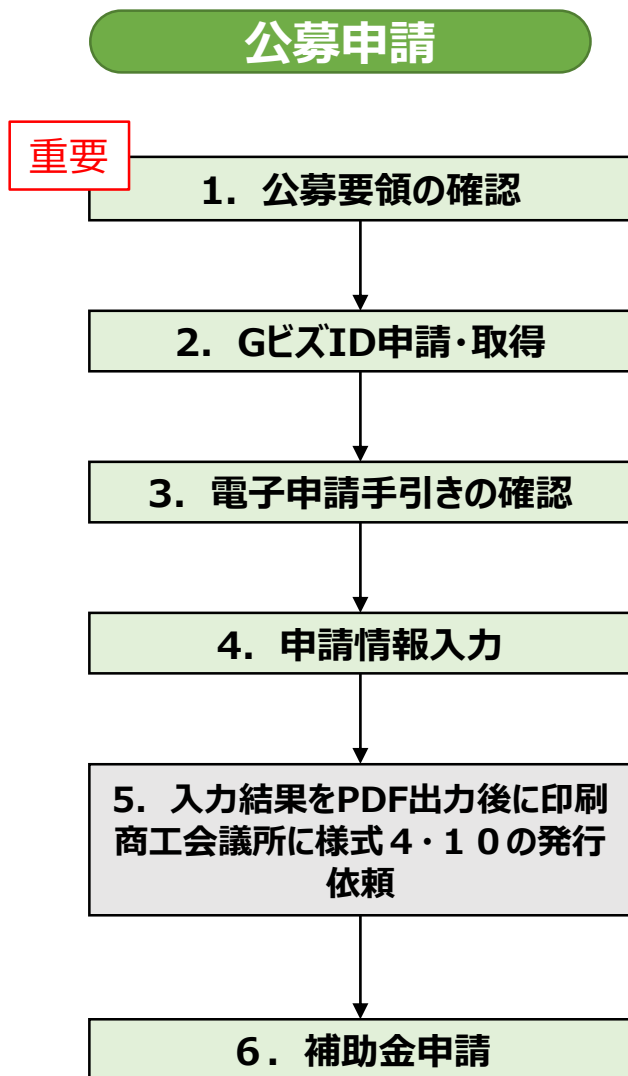 公募申請
重要
1. 公募要領の確認
2. GビズID申請・取得
3. 電子申請手引きの確認
4. 申請情報入力
5. 入力結果をPDF出力後に印刷
商工会議所に様式４・１０の発行
依頼
６. 補助金申請